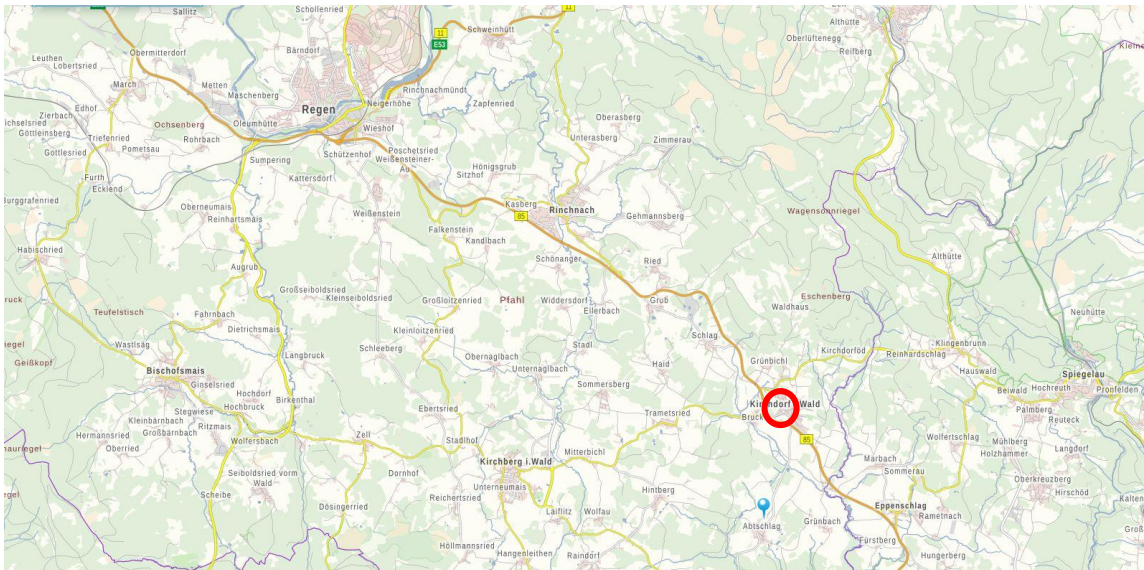 Sallitz
Schollenried
11
Schweinhütt
11
E53
Althütte
Oberlüftenegg
Reifberg
Obermitterdorf
Bärndorf
Leuthen
Lobertsried
March
Metten
Maschenberg
Rinchnachmündt
Regen
Neigerhöhe
Zapfenried
Edhof
Zierbach
Gottleinsberg
Triefenried
Ochsenberg
Oleumhütte
Wieshof
Oberasberg
Gottlesried
Pometsau
Rohrbach
Schützenhof
Poschetsried
Unterasberg
Zimmerau
Sumpering
Weißensteiner-
Au
Hönigsgrub
Sitzhof
Furth
Ecklend
Kattersdorf
Burggrafenried
Oberneumais
Reinhartsmais
Weißenstein
Kasberg
85
Rinchnach
Gehmannsberg
Wagensonnriegel
Falkenstein
Kandlbach
Habischried
Augrub
Schönanger
Ried
Althütte
Großseiboldsried
Kleinseiboldsried
Großloitzenried
Pfahl
Widdersdorf
Ellerbach
Grub
Waldhaus
Eschenberg
Neuhütte
Teufelstisch
Fahrnbach
Dietrichsmais
Kleinloitzenried
Schleeberg
Stadl
Schlag
Klingenbrunn
Wastlsäg
Langbruck
Obernaglbach
Unternaglbach
Haid
Grünbichl
Kirchdorföd
Reinhardschlag
Geißkopf
Bischofsmais
Ginselsried
Sommersberg
Hauswald
Spiegelau
Hochdorf
Birkenthal
Beiwald
Hochreuth
Pronfelden
Stegwiese
Hochbruck
Ebertsried
Trametsried
Palmberg
Reuteck
Kleinbärnbach
Großbärnbach
Ritzmais
Hermannsried
Oberried
Wolfersbach
Zell
Stadlhof
85
Wolfertschlag
Mühlberg
Holzhammer
Langdorf
Mitterbichl
Kirchberg i.Wald
Marbach
Sommerau
Seiboldsried vorm
Wald
Dornhof
Unterneumais
Hintberg
Oberkreuzberg
Hirschöd
Scheibe
Reichertsried
Dösingerried
Laiflitz
Wolfau
Abtschlag
Grünbach
Eppenschlag
Rametnach
Höllmannsried
Hangenleithen
Raindorf
Fürstberg
Hungerberg